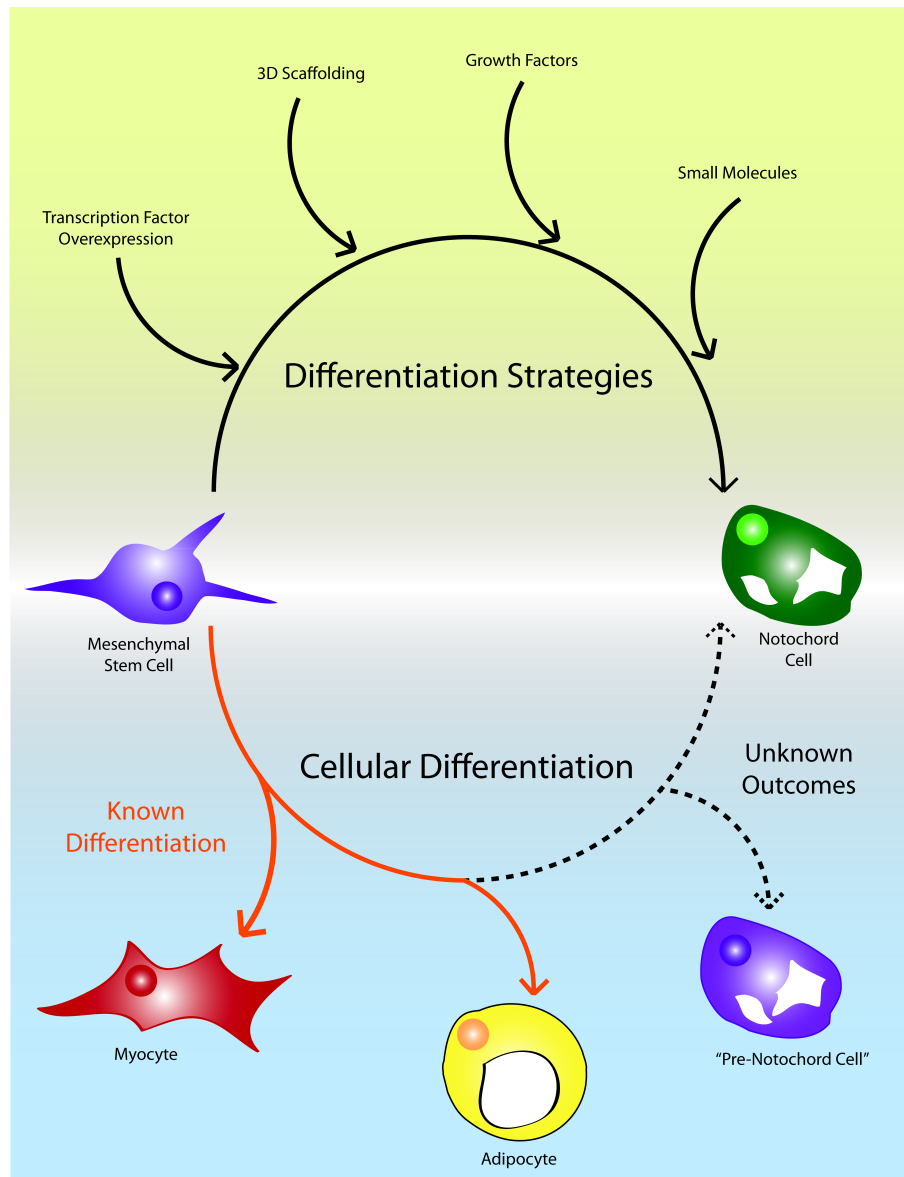 Growth Factors
3D Scaffolding
Small Molecules
Transcription Factor
Overexpression
Differentiation Strategies
Mesenchymal
Stem Cell
Notochord
Cell
Cellular Differentiation
Unknown
Outcomes
Known
Differentiation
Myocyte
"Pre-Notochord Cell"
Adipocyte